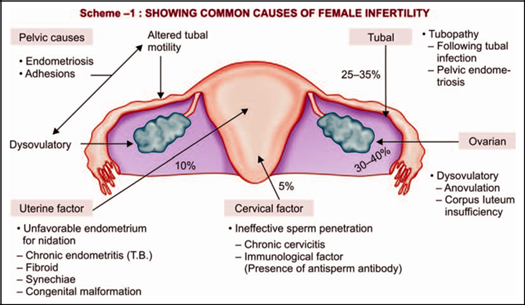 Scheme –1 : SHOWING COMMON CAUSES OF FEMALE INFERTILITY
Pelvic causes
• Endometriosis
• Adhesions
Altered tubal
motility
Dysovulatory
Tubal
25–35%
• Tubopathy
– Following tubal
infection
– Pelvic endome-
triosis
Ovarian
30–40%
• Dysovulatory
– Anovulation
– Corpus luteum
insufficiency
10%
5%
Uterine factor
• Unfavorable endometrium
for nidation
– Chronic endometritis (T.B.)
– Fibroid
– Synechiae
– Congenital malformation
Cervical factor
• Ineffective sperm penetration
– Chronic cervicitis
– Immunological factor
(Presence of antisperm antibody)